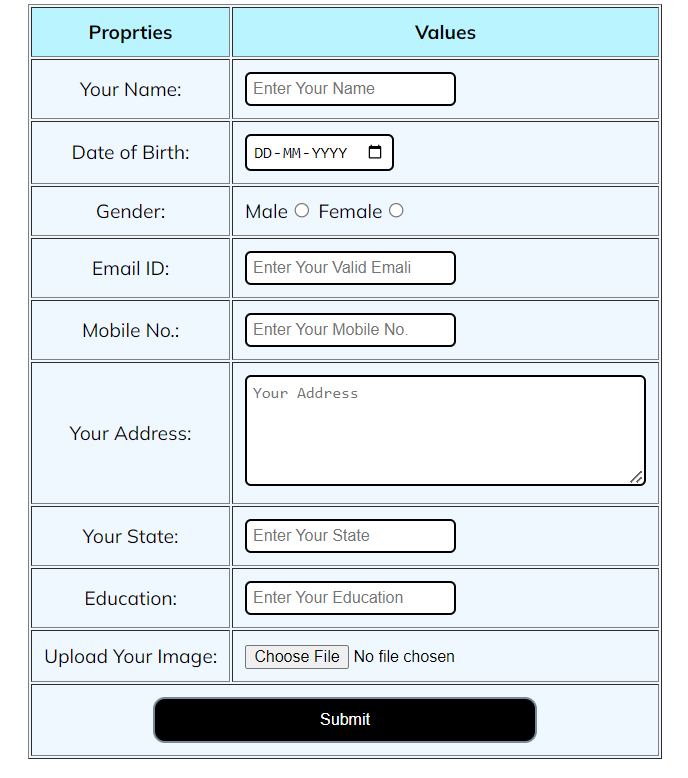 Proprties Values
Your Name: Enter Your Name
Date of Birth: DD-MM-YYYY
Gender: Male Female
Email ID: Enter Your Valid Emali
Mobile No.: Enter Your Mobile No.
Your Address: Your Address
Your State: Enter Your State
Education: Enter Your Education
Upload Your Image: Choose File No file chosen
Submit